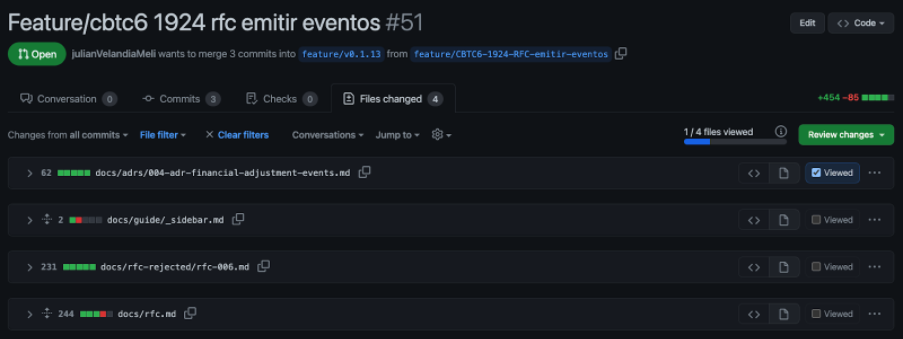 Feature/cbtc6 1924 rfc emitir eventos #51
Edit
<> Code
Open julianVelandiaMeli wants to merge 3 commits into feature/v0.1.13 from feature/CBTC6-1924-RFC-emitir-eventos
Conversation 0 Commits 3 Checks 0 Files changed 4 +454 −85
Changes from all commits File filter × Clear filters Conversations Jump to 1 / 4 files viewed Review changes
62 docs/adrs/004-adr-financial-adjustment-events.md <> Viewed ...
2 docs/guide/_sidebar.md <> Viewed ...
231 docs/rfc-rejected/rfc-006.md <> Viewed ...
244 docs/rfc.md <> Viewed ...